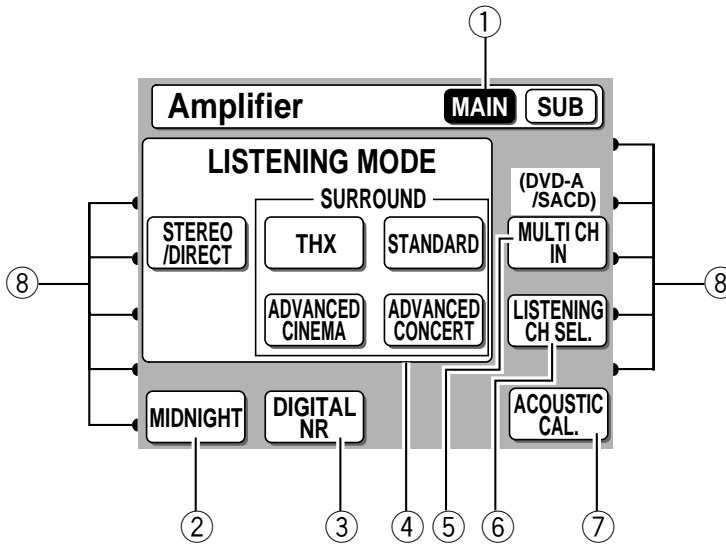 ①
Amplifier MAIN SUB
LISTENING MODE
SURROUND
(DVD-A
/SACD)
STEREO
/DIRECT
THX
STANDARD
MULTI CH
IN
⑧
⑧
ADVANCED
CINEMA
ADVANCED
CONCERT
LISTENING
CH SEL.
MIDNIGHT
DIGITAL
NR
ACOUSTIC
CAL.
② ③ ④ ⑤ ⑥ ⑦